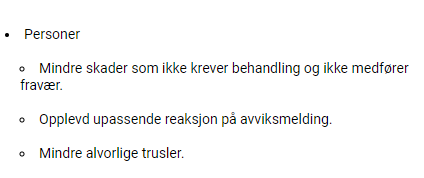 • Personer
○ Mindre skader som ikke krever behandling og ikke medfører
fravær.
○ Opplevd upassende reaksjon på avviksmelding.
○ Mindre alvorlige trusler.